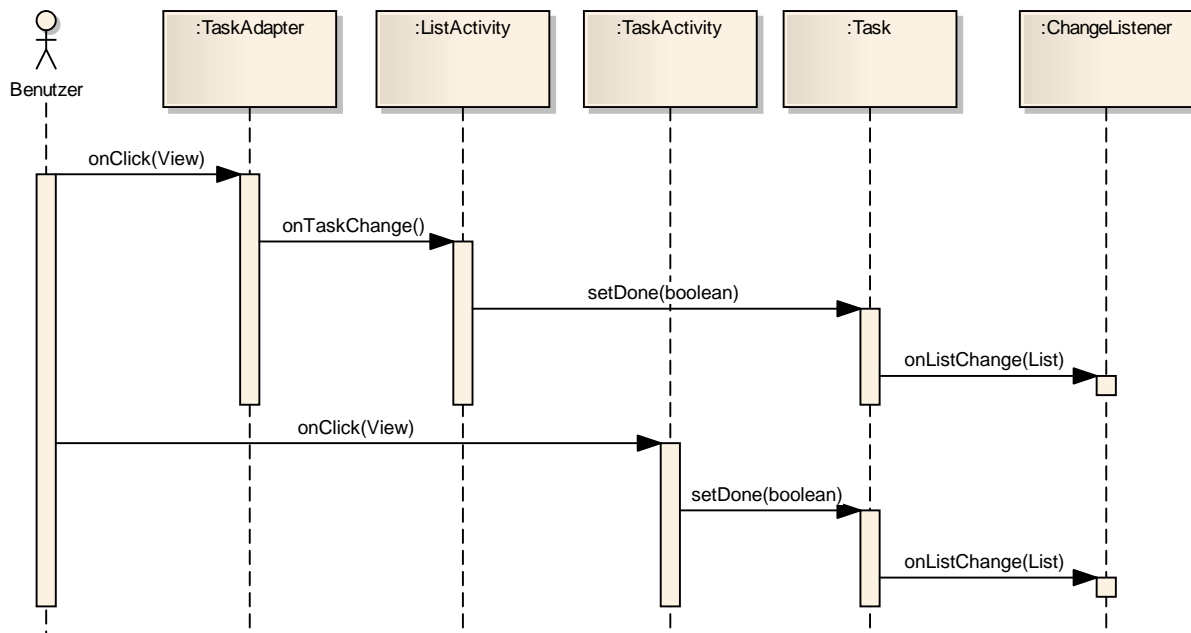 :TaskAdapter
:ListActivity
:TaskActivity
:Task
:ChangeListener
Benutzer
onClick(View)
onTaskChange()
setDone(boolean)
onListChange(List)
onClick(View)
setDone(boolean)
onListChange(List)